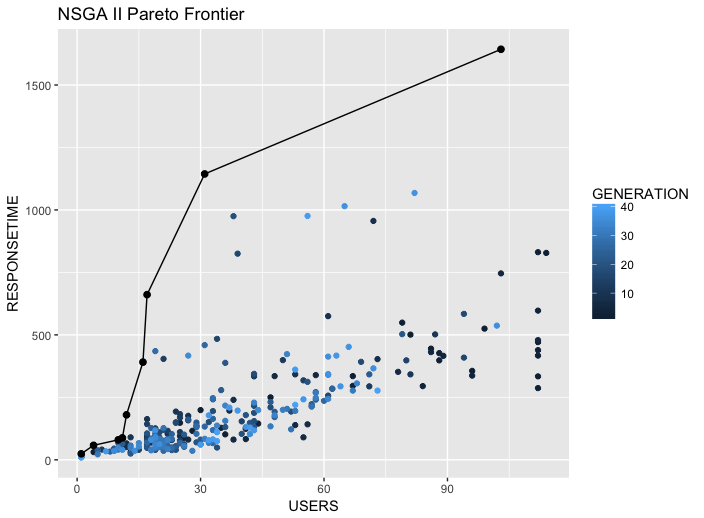 NSGA II Pareto Frontier
RESPONSETIME
1500
1000
500
0
0 30 60 90
USERS
GENERATION
40
30
20
10